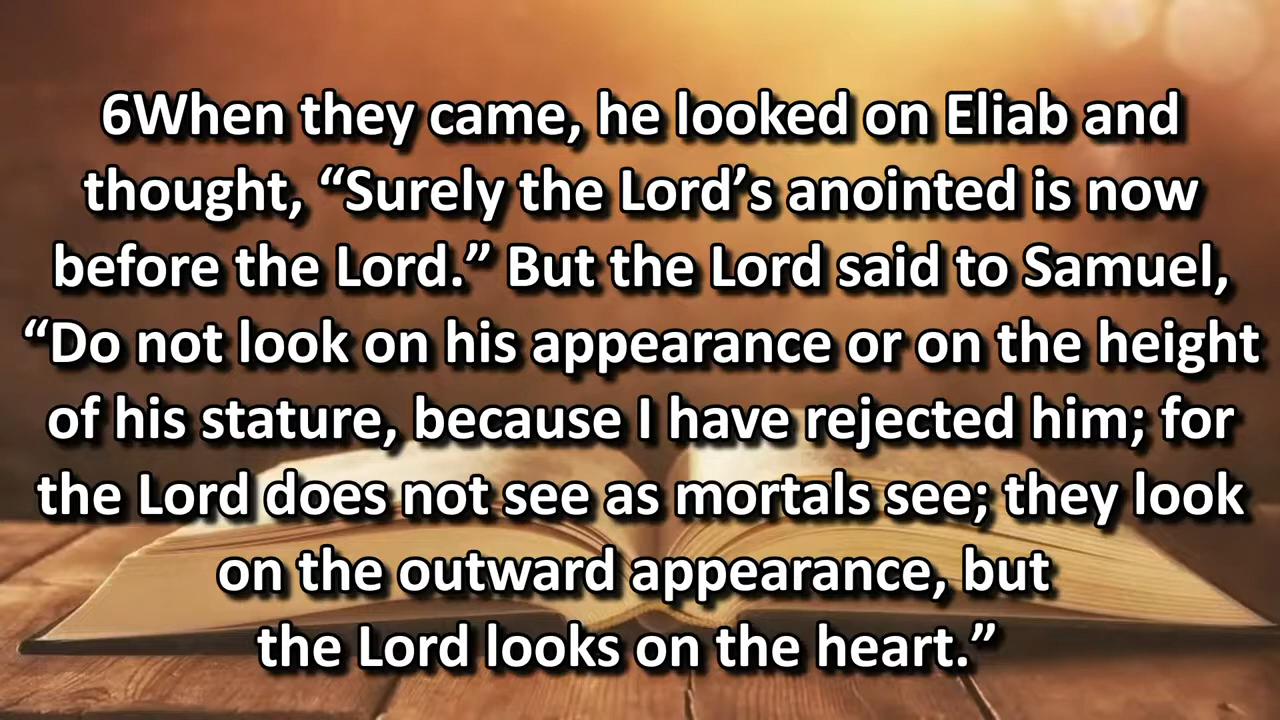 6When they came, he looked on Eliab and
thought, “Surely the Lord’s anointed is now
before the Lord.” But the Lord said to Samuel,
“Do not look on his appearance or on the height
of his stature, because I have rejected him; for
the Lord does not see as mortals see; they look
on the outward appearance, but
the Lord looks on the heart.”